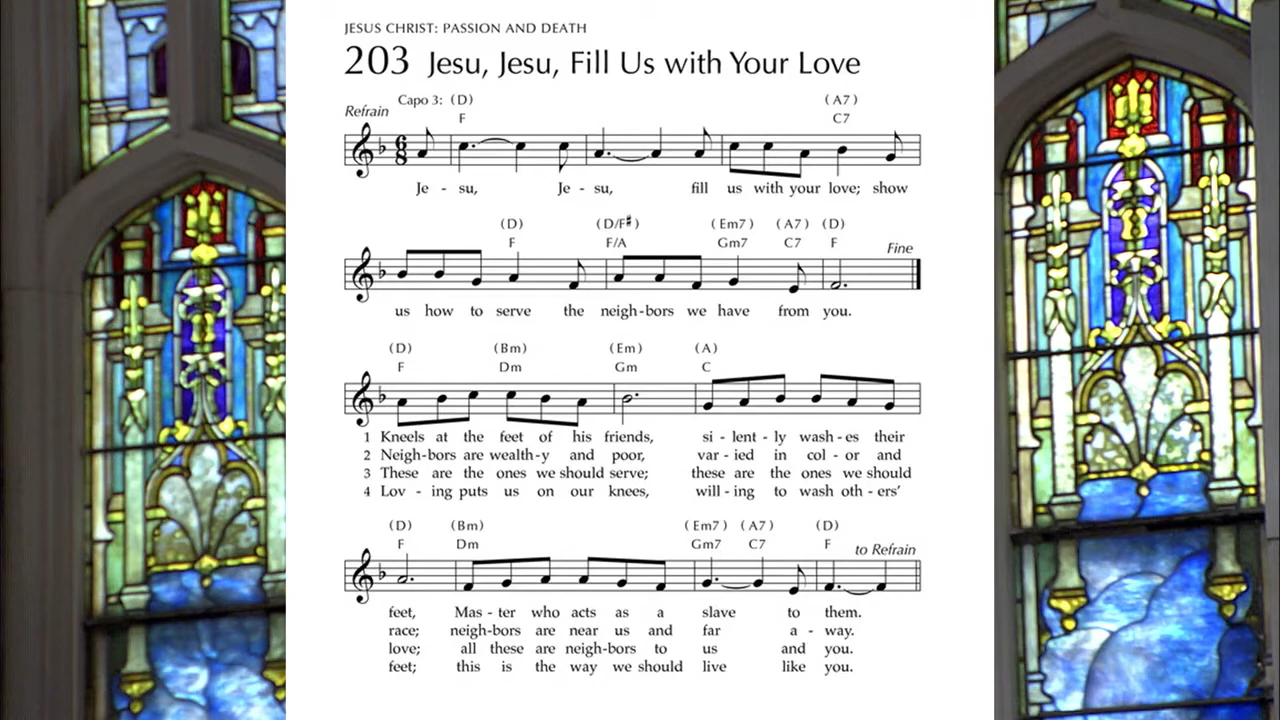 JESUS CHRIST: PASSION AND DEATH
203 Jesu, Jesu, Fill Us with Your Love
Capo 3: (D) (A7)
Refrain F C7
Je - su, Je - su, fill us with your love; show
(D) (D/F♯) (Em7) (A7) (D)
F F/A Gm7 C7 F Fine
us how to serve the neigh-bors we have from you.
(D) (Bm) (Em) (A)
F Dm Gm C
1 Kneels at the feet of his friends, si - lent - ly wash - es their
2 Neigh-bors are wealth-y and poor, var - ied in col - or and
3 These are the ones we should serve; these are the ones we should
4 Lov - ing puts us on our knees, will - ing to wash oth - ers'
(D) (Bm) (Em7) (A7) (D)
F Dm Gm7 C7 F to Refrain
feet, Mas - ter who acts as a slave to them.
race; neigh-bors are near us and far a - way.
love; all these are neigh-bors to us and you.
feet; this is the way we should live like you.